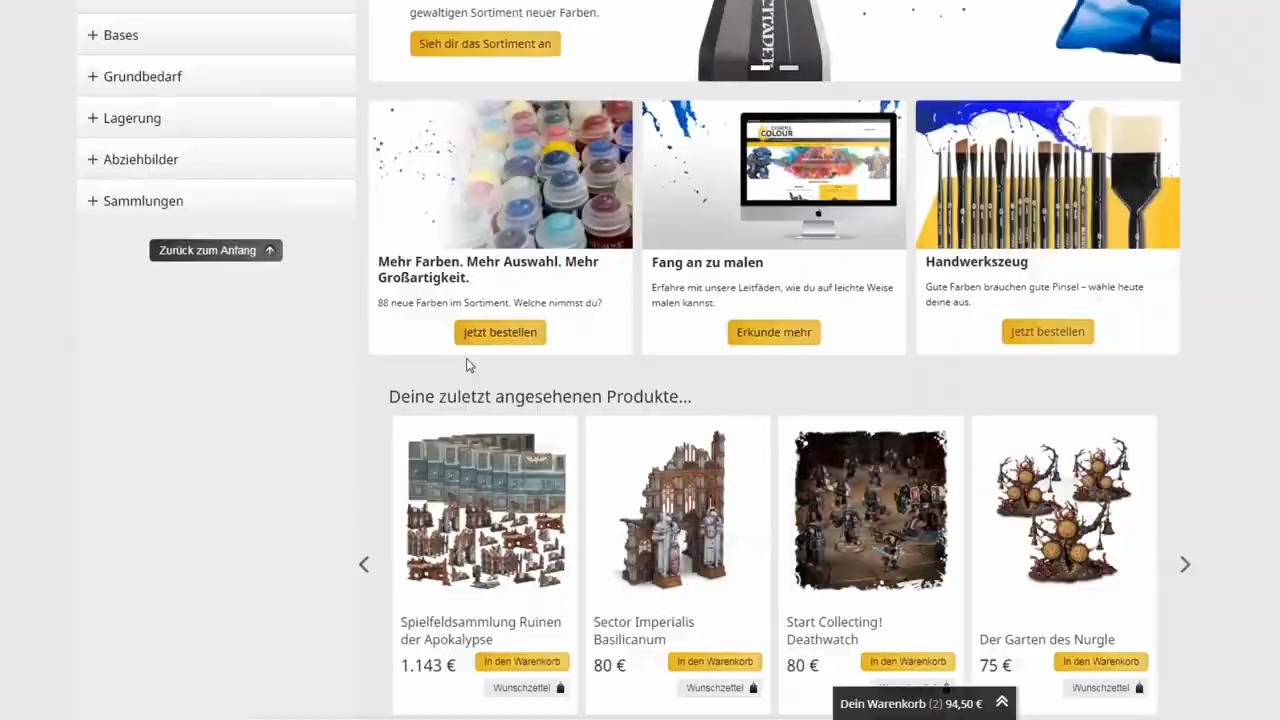 gewaltigen Sortiment neuer Farben.
Sieh dir das Sortiment an
CITADEL
+ Bases
+ Grundbedarf
+ Lagerung
+ Abziehbilder
+ Sammlungen
Zurück zum Anfang
COLOUR
Mehr Farben. Mehr Auswahl. Mehr
Großartigkeit.
88 neue Farben im Sortiment. Welche nimmst du?
Jetzt bestellen
Fang an zu malen
Erfahre mit unsere Leitfäden, wie du auf leichte Weise
malen kannst.
Erkunde mehr
Handwerkszeug
Gute Farben brauchen gute Pinsel – wähle heute
deine aus.
Jetzt bestellen
Deine zuletzt angesehenen Produkte...
Spielfeldsammlung Ruinen
der Apokalypse
1.143 €
In den Warenkorb
Wunschzettel
Sector Imperialis
Basilicanum
80 €
In den Warenkorb
Wunschzettel
Start Collecting!
Deathwatch
80 €
In den Warenkorb
Wunschzettel
Der Garten des Nurgle
75 €
In den Warenkorb
Wunschzettel
Dein Warenkorb (2) 94,50 €